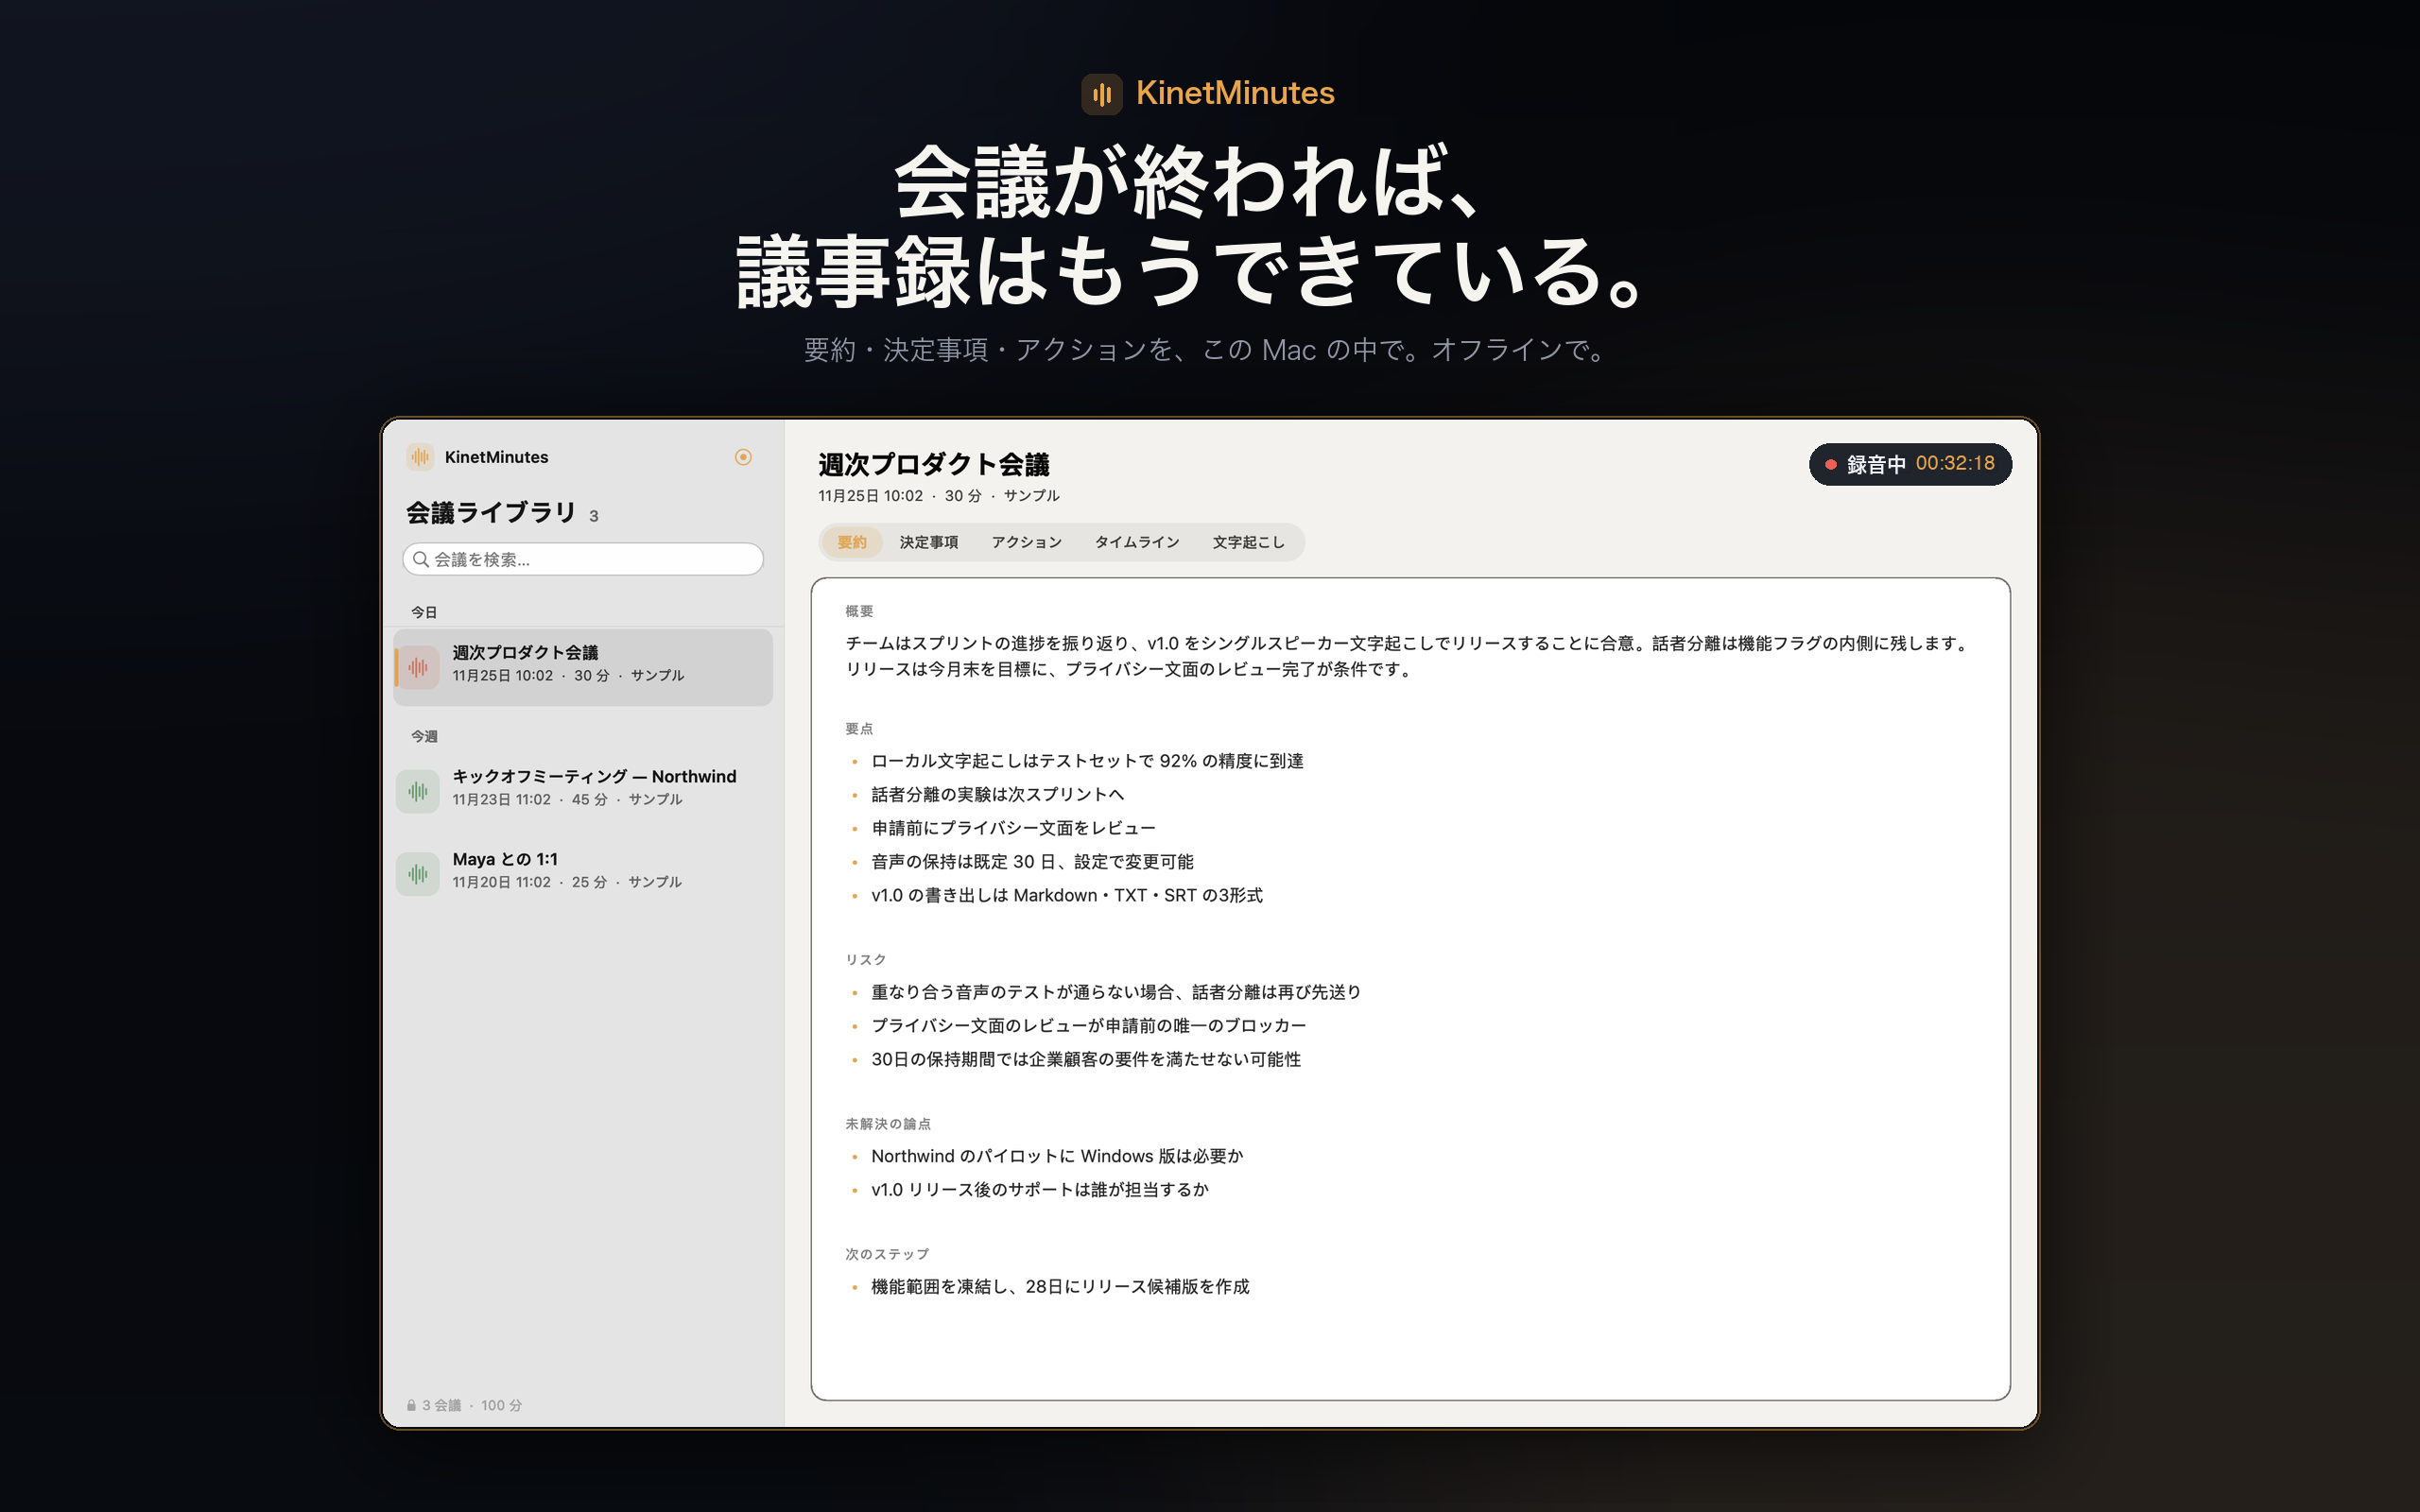 KinetMinutes
会議が終われば、
議事録はもうできている。
要約・決定事項・アクションを、この Mac の中で。オフラインで。
KinetMinutes
会議ライブラリ 3
会議を検索...
今日
週次プロダクト会議
11月25日 10:02 · 30 分 · サンプル
今週
キックオフミーティング — Northwind
11月23日 11:02 · 45 分 · サンプル
Maya との 1:1
11月20日 11:02 · 25 分 · サンプル
3 会議 · 100 分
週次プロダクト会議
11月25日 10:02 · 30 分 · サンプル
録音中 00:32:18
要約 決定事項 アクション タイムライン 文字起こし
概要
チームはスプリントの進捗を振り返り、v1.0 をシングルスピーカー文字起こしでリリースすることに合意。話者分離は機能フラグの内側に残します。
リリースは今月末を目標に、プライバシー文面のレビュー完了が条件です。
要点
• ローカル文字起こしはテストセットで 92% の精度に到達
• 話者分離の実験は次スプリントへ
• 申請前にプライバシー文面をレビュー
• 音声の保持は既定 30 日、設定で変更可能
• v1.0 の書き出しは Markdown・TXT・SRT の3形式
リスク
• 重なり合う音声のテストが通らない場合、話者分離は再び先送り
• プライバシー文面のレビューが申請前の唯一のブロッカー
• 30日の保持期間では企業顧客の要件を満たせない可能性
未解決の論点
• Northwind のパイロットに Windows 版は必要か
• v1.0 リリース後のサポートは誰が担当するか
次のステップ
• 機能範囲を凍結し、28日にリリース候補版を作成